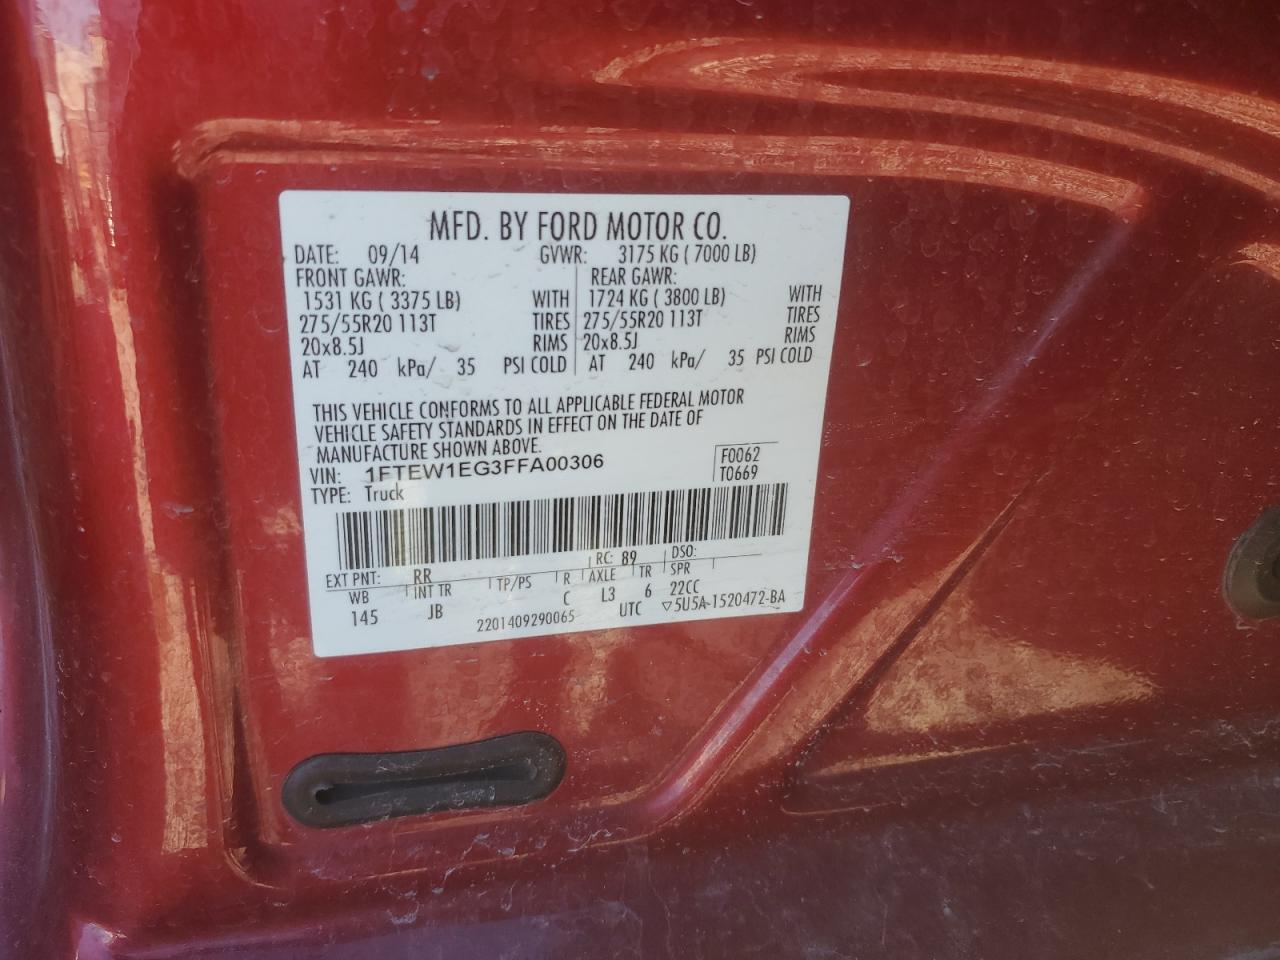 MFD. BY FORD MOTOR CO.
DATE: 09/14 GVWR: 3175 KG ( 7000 LB)
FRONT GAWR: REAR GAWR:
1531 KG ( 3375 LB) WITH 1724 KG ( 3800 LB) WITH
275/55R20 113T TIRES 275/55R20 113T TIRES
20x8.5J RIMS 20x8.5J RIMS
AT 240 kPa/ 35 PSI COLD AT 240 kPa/ 35 PSI COLD
THIS VEHICLE CONFORMS TO ALL APPLICABLE FEDERAL MOTOR
VEHICLE SAFETY STANDARDS IN EFFECT ON THE DATE OF
MANUFACTURE SHOWN ABOVE.
VIN: 1FTEW1EG3FFA00306 F0062
TYPE: Truck T0669
EXT PNT: RR RC: 89 DSO:
WB INT TR TP/PS R AXLE TR SPR
145 JB C L3 6 22CC
2201409290065 UTC ▽5U5A-1520472-BA